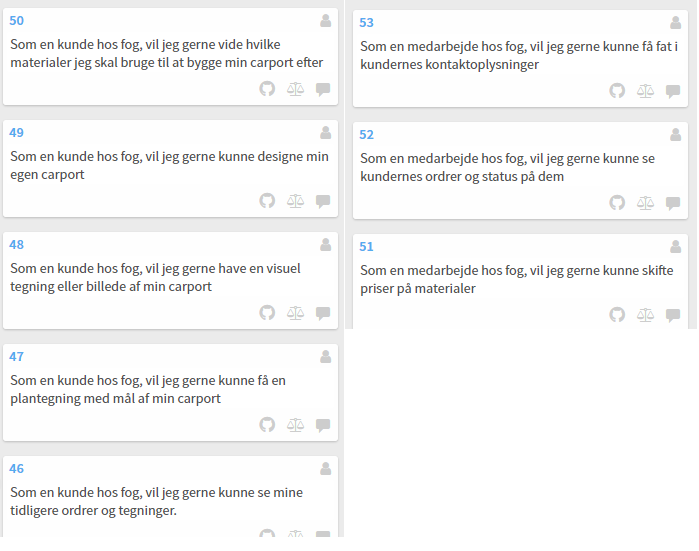 50
Som en kunde hos fog, vil jeg gerne vide hvilke
materialer jeg skal bruge til at bygge min carport efter
49
Som en kunde hos fog, vil jeg gerne kunne designe min
egen carport
48
Som en kunde hos fog, vil jeg gerne have en visuel
tegning eller billede af min carport
47
Som en kunde hos fog, vil jeg gerne kunne få en
plantegning med mål af min carport
46
Som en kunde hos fog, vil jeg gerne kunne se mine
tidligere ordrer og tegninger.
53
Som en medarbejde hos fog, vil jeg gerne kunne få fat i
kundernes kontaktoplysninger
52
Som en medarbejde hos fog, vil jeg gerne kunne se
kundernes ordrer og status på dem
51
Som en medarbejde hos fog, vil jeg gerne kunne skifte
priser på materialer